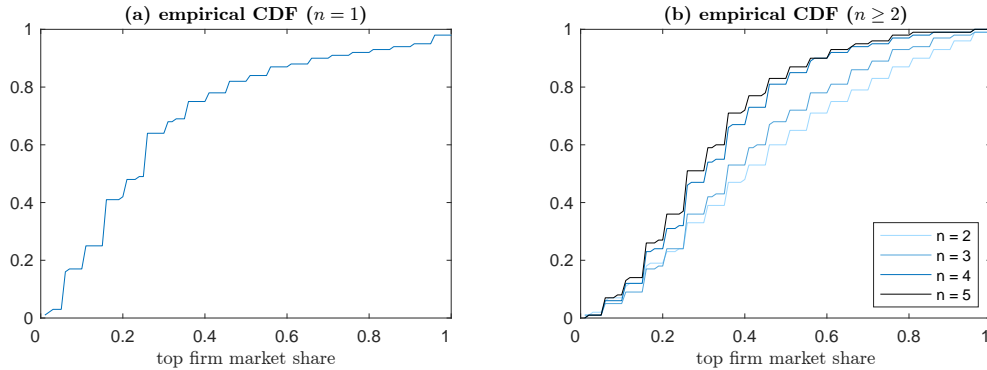 (a) empirical CDF (n = 1)
1
0.8
0.6
0.4
0.2
0
0 0.2 0.4 0.6 0.8 1
top firm market share
(b) empirical CDF (n ≥ 2)
1
0.8
0.6
0.4
0.2
0
n = 2
n = 3
n = 4
n = 5
0 0.2 0.4 0.6 0.8 1
top firm market share